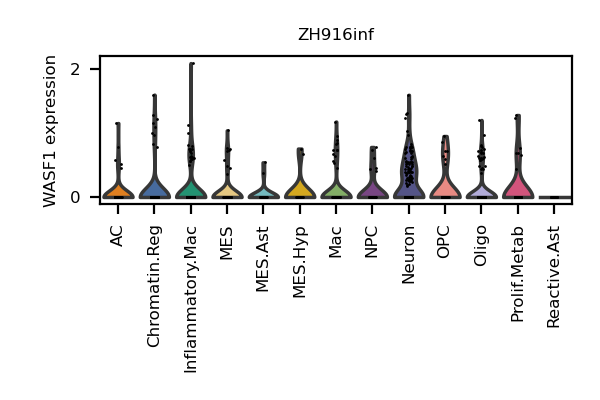 ZH916inf
WASF1 expression
2
0
AC
Chromatin.Reg
Inflammatory.Mac
MES
MES.Ast
MES.Hyp
Mac
NPC
Neuron
OPC
Oligo
Prolif.Metab
Reactive.Ast